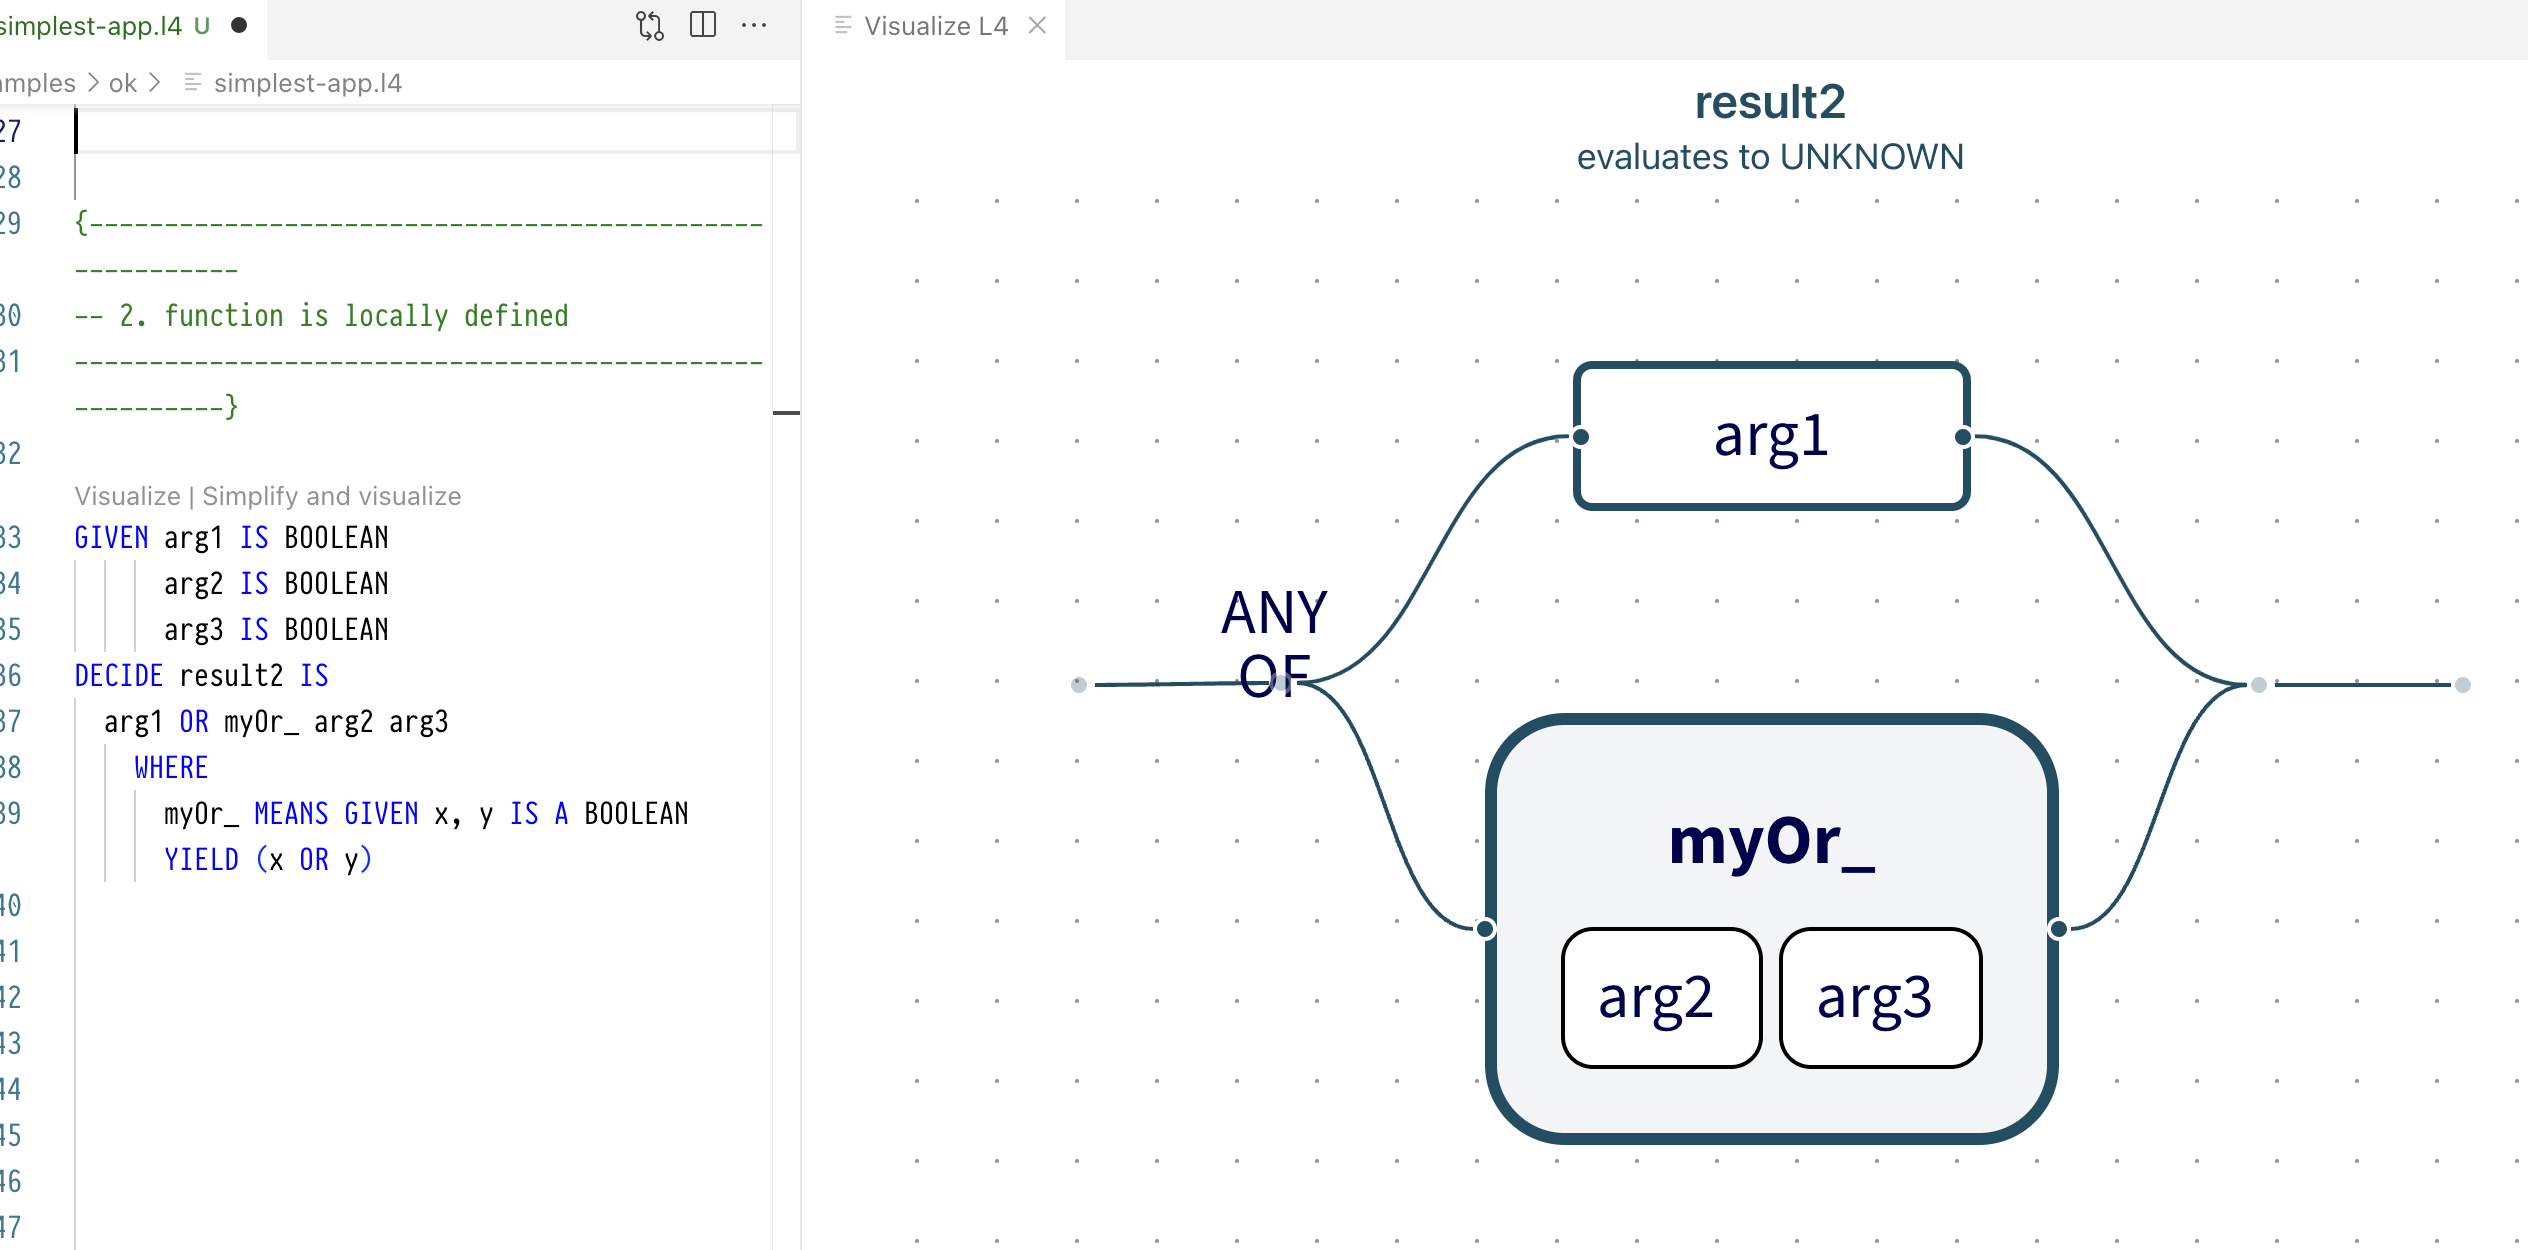 simplest-app.l4 U
mples > ok > simplest-app.l4
27
28
29 {---------------------------------------------
-----------
30 -- 2. function is locally defined
31 ----------------------------------------------
----------}
32
Visualize | Simplify and visualize
33 GIVEN arg1 IS BOOLEAN
34 arg2 IS BOOLEAN
35 arg3 IS BOOLEAN
36 DECIDE result2 IS
37 arg1 OR myOr_ arg2 arg3
38 WHERE
39 myOr_ MEANS GIVEN x, y IS A BOOLEAN
YIELD (x OR y)
40
41
42
43
44
45
46
47
Visualize L4
result2
evaluates to UNKNOWN
arg1
ANY
OF
myOr_
arg2 arg3